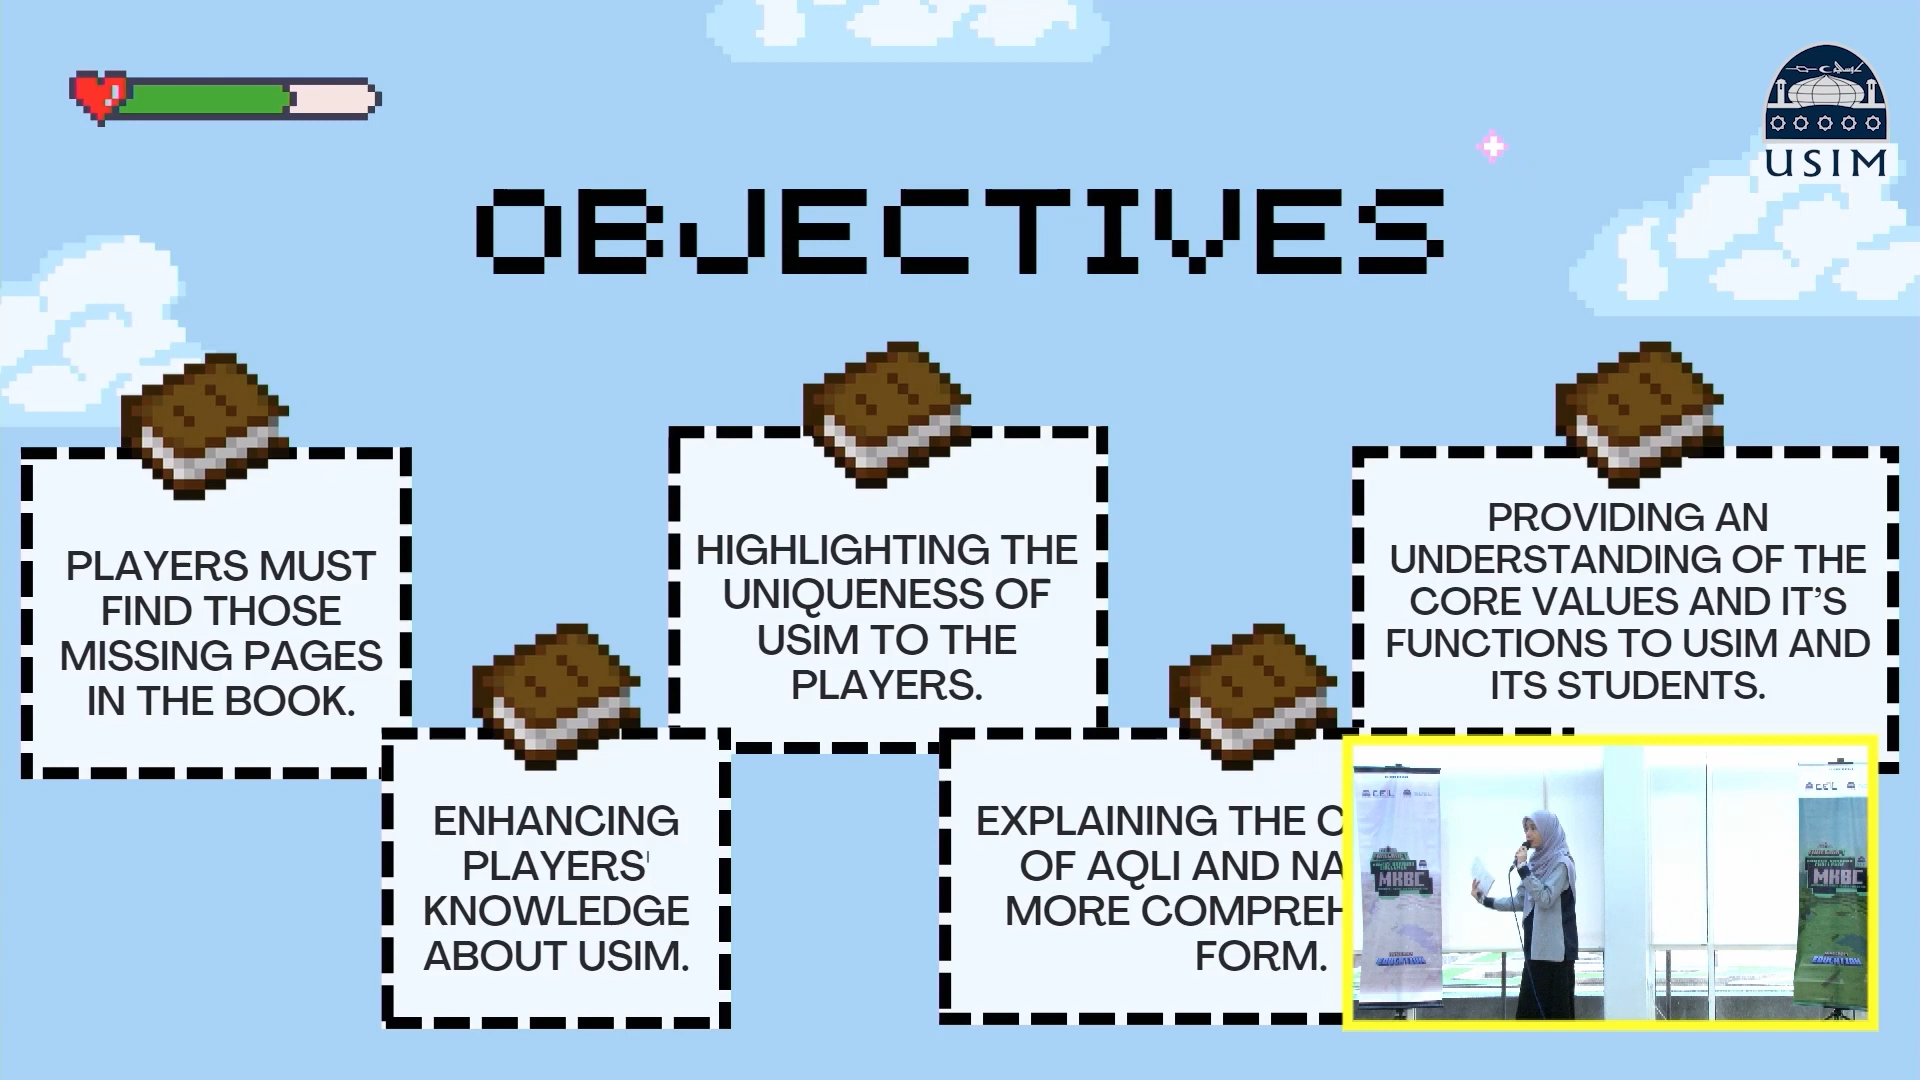 USIM
OBJECTIVES
PLAYERS MUST
FIND THOSE
MISSING PAGES
IN THE BOOK.
ENHANCING
PLAYERS'
KNOWLEDGE
ABOUT USIM.
HIGHLIGHTING THE
UNIQUENESS OF
USIM TO THE
PLAYERS.
EXPLAINING THE
OF AQLI AND
MORE
FORM.
PROVIDING AN
UNDERSTANDING OF THE
CORE VALUES AND IT'S
FUNCTIONS TO USIM AND
ITS STUDENTS.
MKBC
EDUCATION
MKBC
EDUCATION